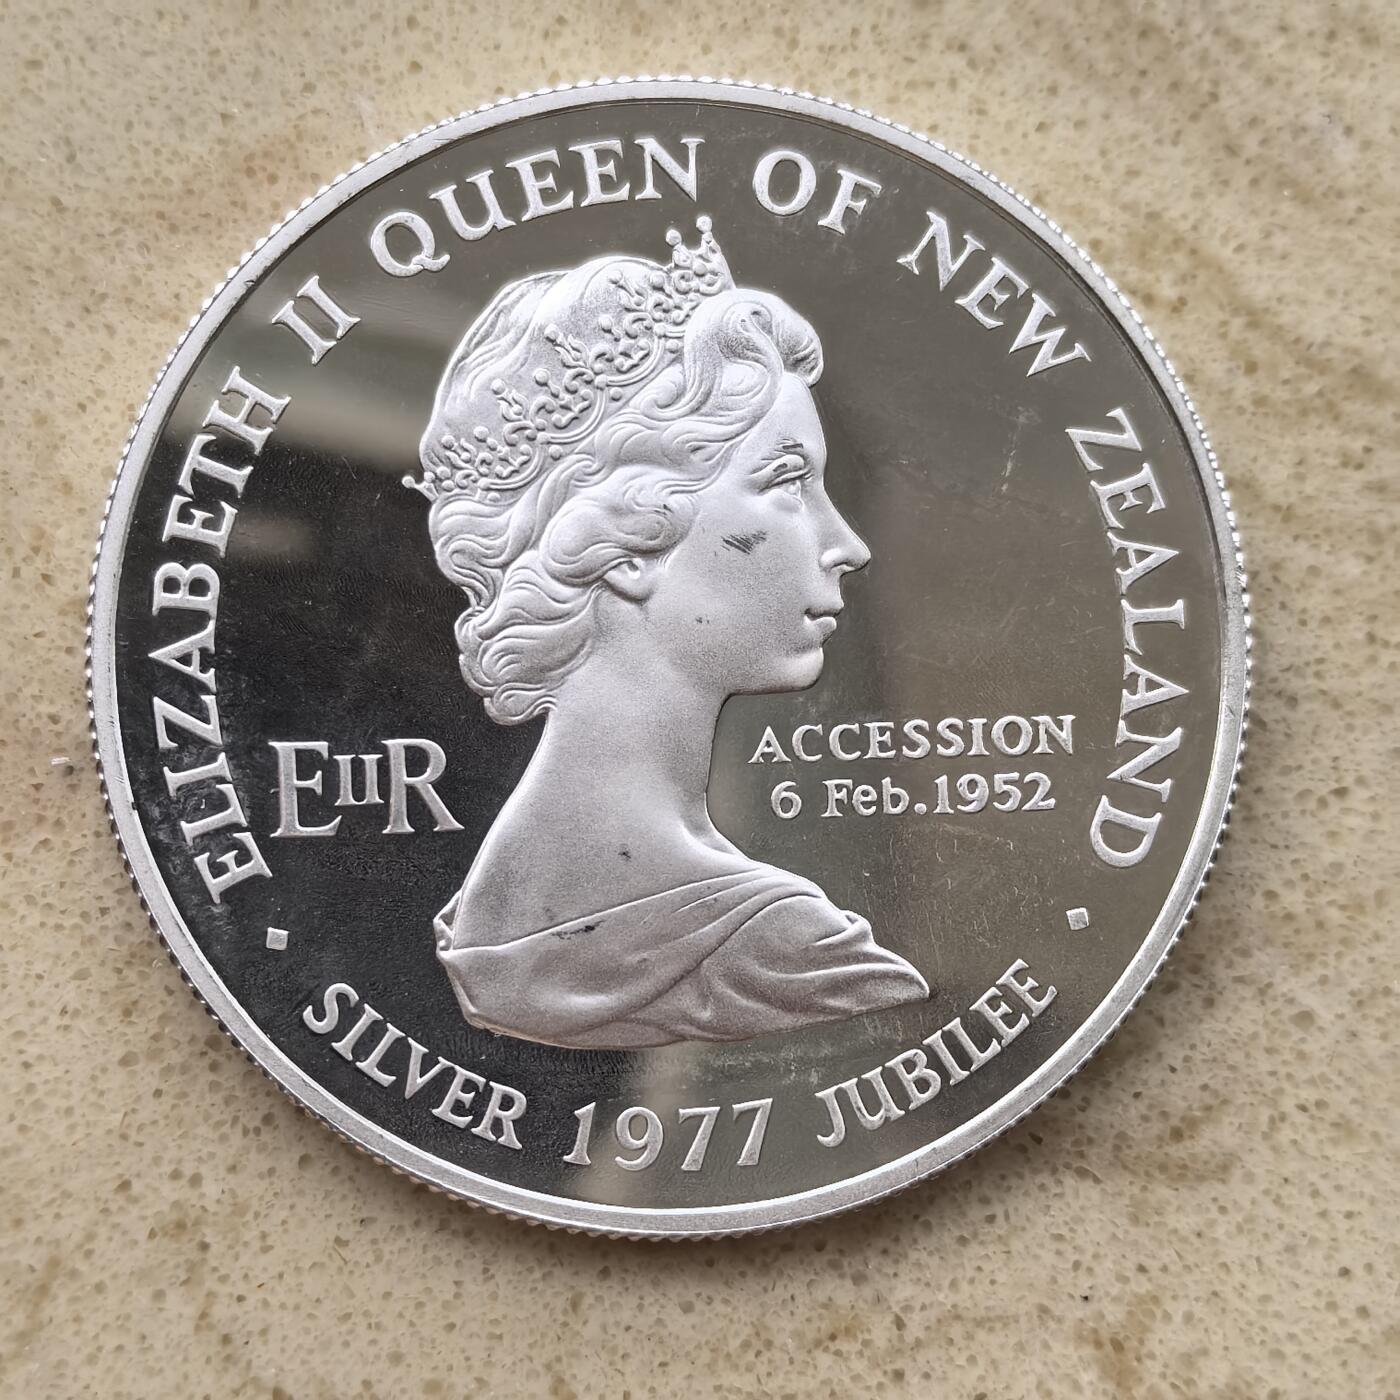 ELIZABETH II QUEEN OF NEW ZEALAND
EIIR
ACCESSION
6 Feb.1952
SILVER 1977 JUBILEE